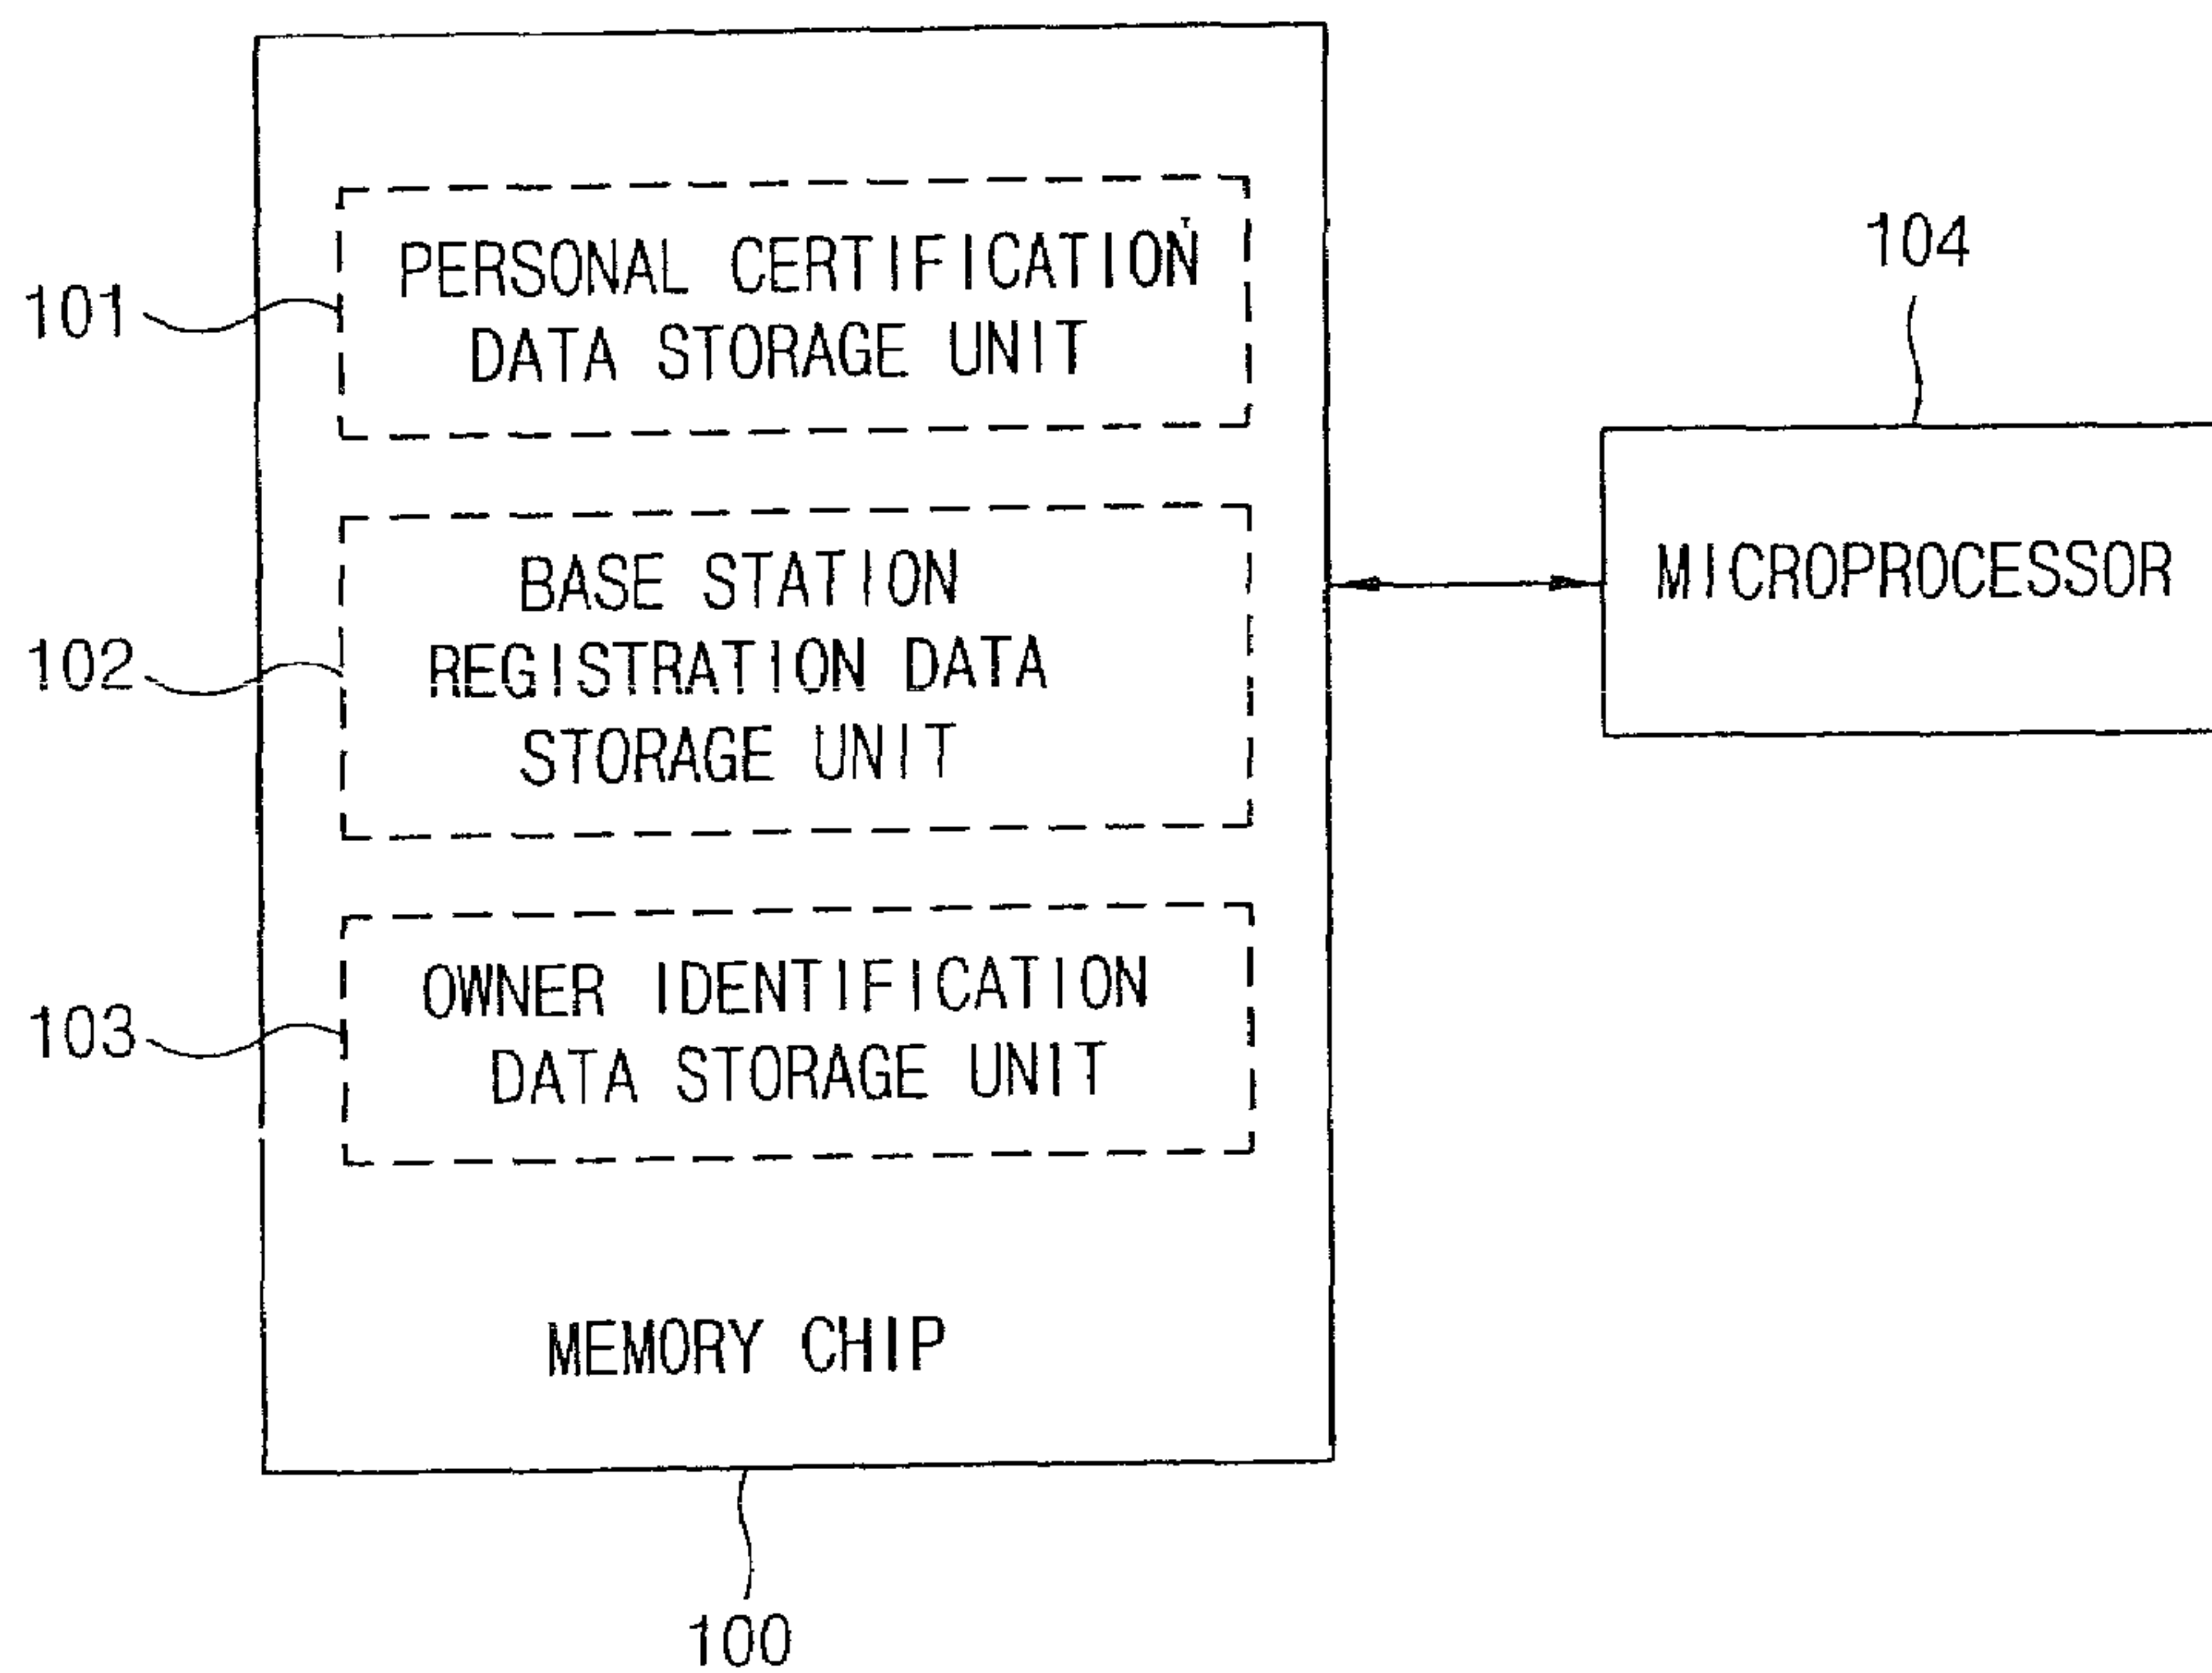 PERSONAL CERTIFICATION
DATA STORAGE UNIT
101
BASE STATION
REGISTRATION DATA
STORAGE UNIT
102
OWNER IDENTIFICATION
DATA STORAGE UNIT
103
MEMORY CHIP
100
104
MICROPROCESSOR